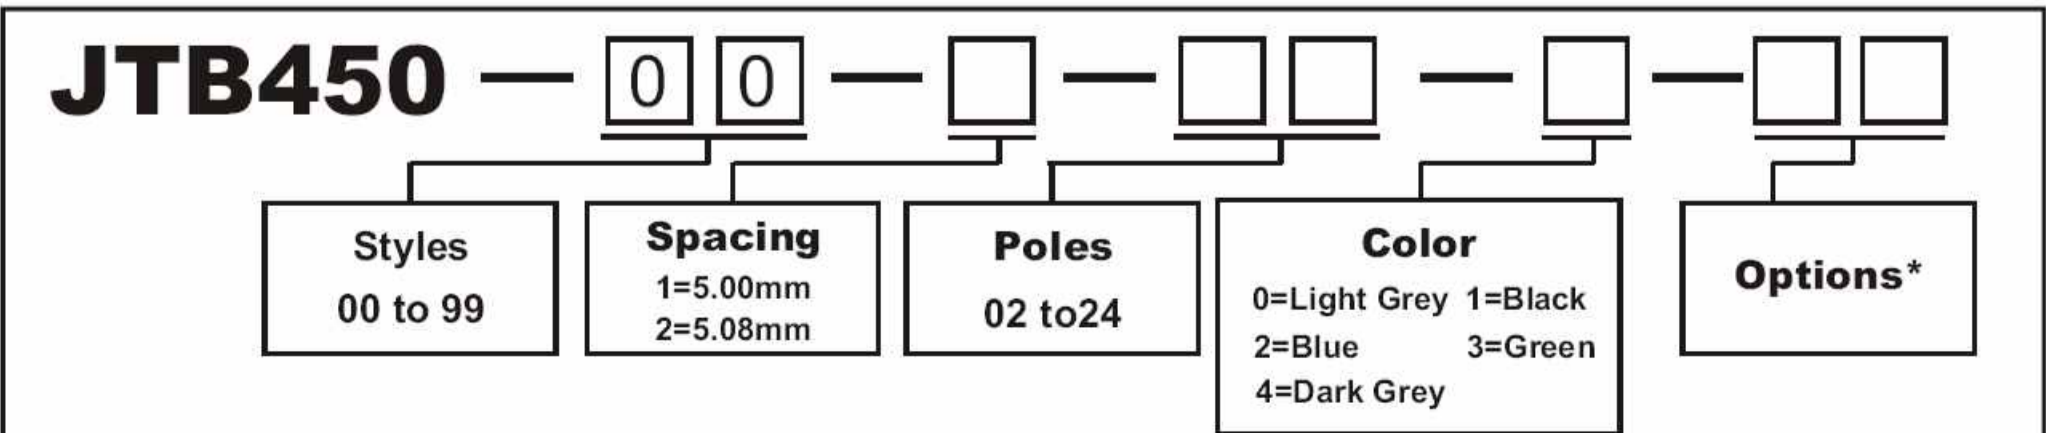 JTB450 — 0 0 — □ — □ □ — □ — □ □
Styles
00 to 99
Spacing
1=5.00mm
2=5.08mm
Poles
02 to24
Color
0=Light Grey 1=Black
2=Blue 3=Green
4=Dark Grey
Options*